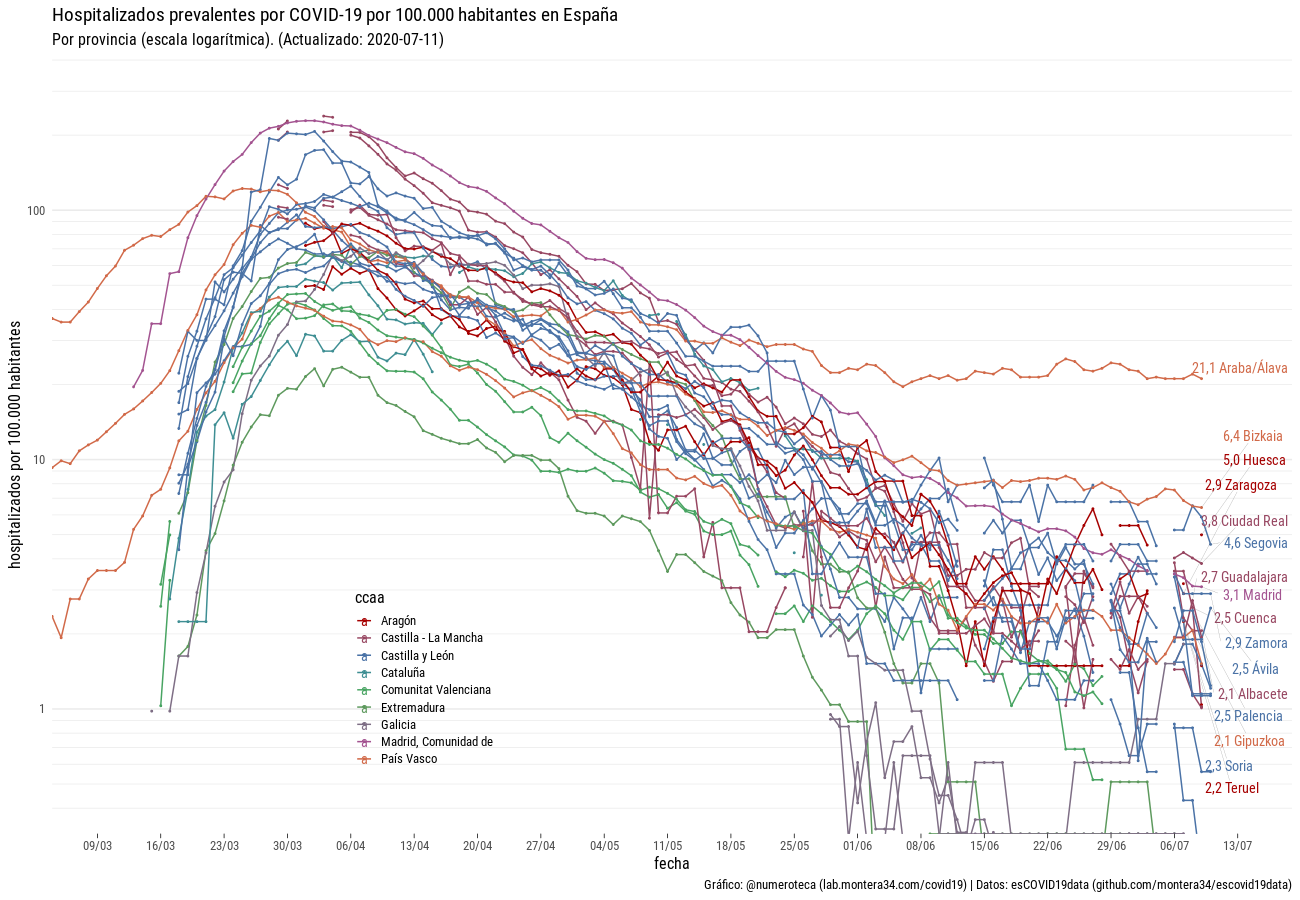 Hospitalizados prevalentes por COVID-19 por 100.000 habitantes en España
Por provincia (escala logarítmica). (Actualizado: 2020-07-11)
hospitalizados por 100.000 habitantes
100
10
1
21,1 Araba/Álava
6,4 Bizkaia
5,0 Huesca
2,9 Zaragoza
3,8 Ciudad Real
4,6 Segovia
2,7 Guadalajara
3,1 Madrid
2,5 Cuenca
2,9 Zamora
2,5 Ávila
2,1 Albacete
2,5 Palencia
2,1 Gipuzkoa
2,3 Soria
2,2 Teruel
ccaa
Aragón
Castilla - La Mancha
Castilla y León
Cataluña
Comunitat Valenciana
Extremadura
Galicia
Madrid, Comunidad de
País Vasco
09/03 16/03 23/03 30/03 06/04 13/04 20/04 27/04 04/05 11/05 18/05 25/05 01/06 08/06 15/06 22/06 29/06 06/07 13/07
fecha
Gráfico: @numeroteca (lab.montera34.com/covid19) | Datos: esCOVID19data (github.com/montera34/escovid19data)